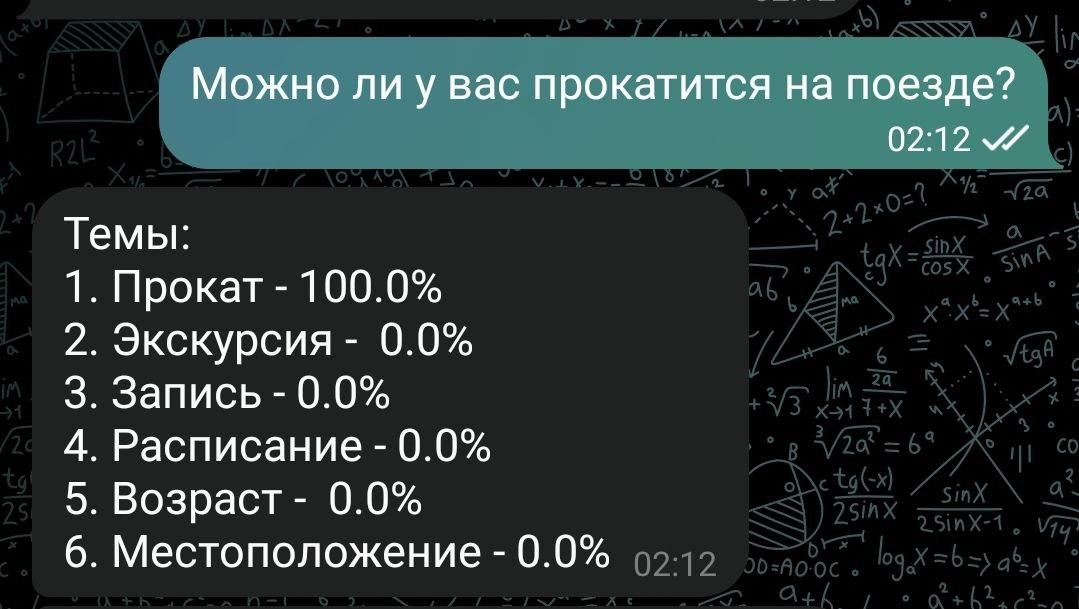 Можно ли у вас прокатится на поезде?
02:12
Темы:
1. Прокат - 100.0%
2. Экскурсия -  0.0%
3. Запись - 0.0%
4. Расписание - 0.0%
5. Возраст -  0.0%
6. Местоположение - 0.0%
02:12